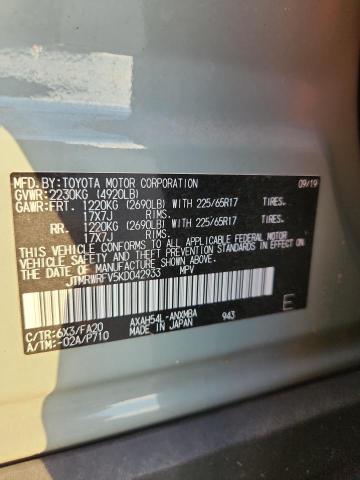 MFD.BY:TOYOTA MOTOR CORPORATION 09/19
GVWR:2230KG (4920LB)
GAWR:FRT. 1220KG (2690LB) WITH 225/65R17 TIRES.
17X7J RIMS.
RR. 1220KG (2690LB) WITH 225/65R17 TIRES.
17X7J RIMS.
THIS VEHICLE CONFORMS TO ALL APPLICABLE FEDERAL MOTOR
VEHICLE SAFETY AND THEFT PREVENTION STANDARDS IN
EFFECT ON THE DATE OF MANUFACTURE SHOWN ABOVE.
JTMRWRFV5KD042933 MPV
C/TR:6X3/FA20 AXAH54L-ANXMBA 943 E
A/TM:-02A/P710 MADE IN JAPAN